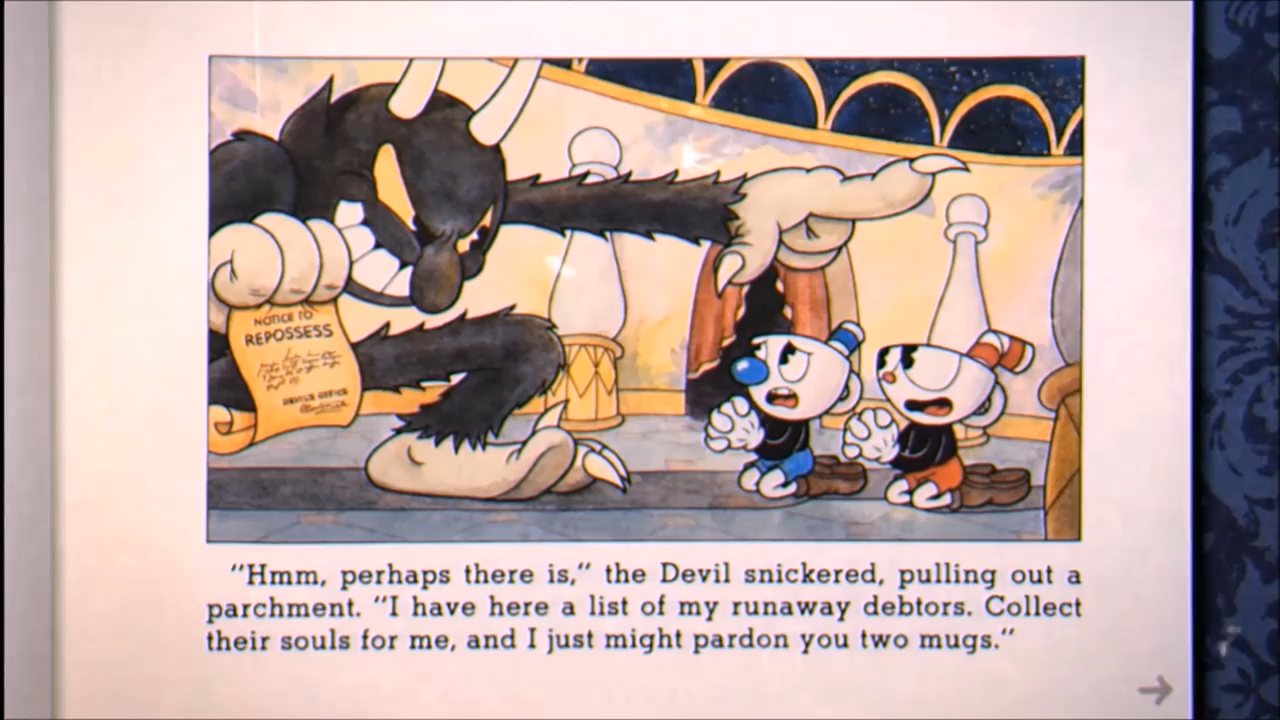 NOTICE TO
REPOSSESS
DEVIL'S OFFICE
"Hmm, perhaps there is," the Devil snickered, pulling out a
parchment. "I have here a list of my runaway debtors. Collect
their souls for me, and I just might pardon you two mugs."